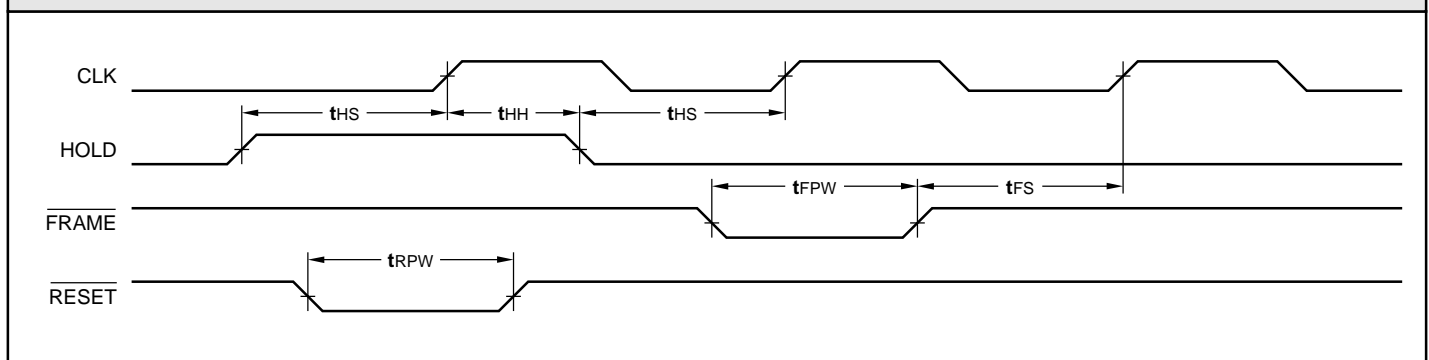 CLK
tHS
tHH
tHS
HOLD
tFPW
tFS
FRAME
tRPW
RESET